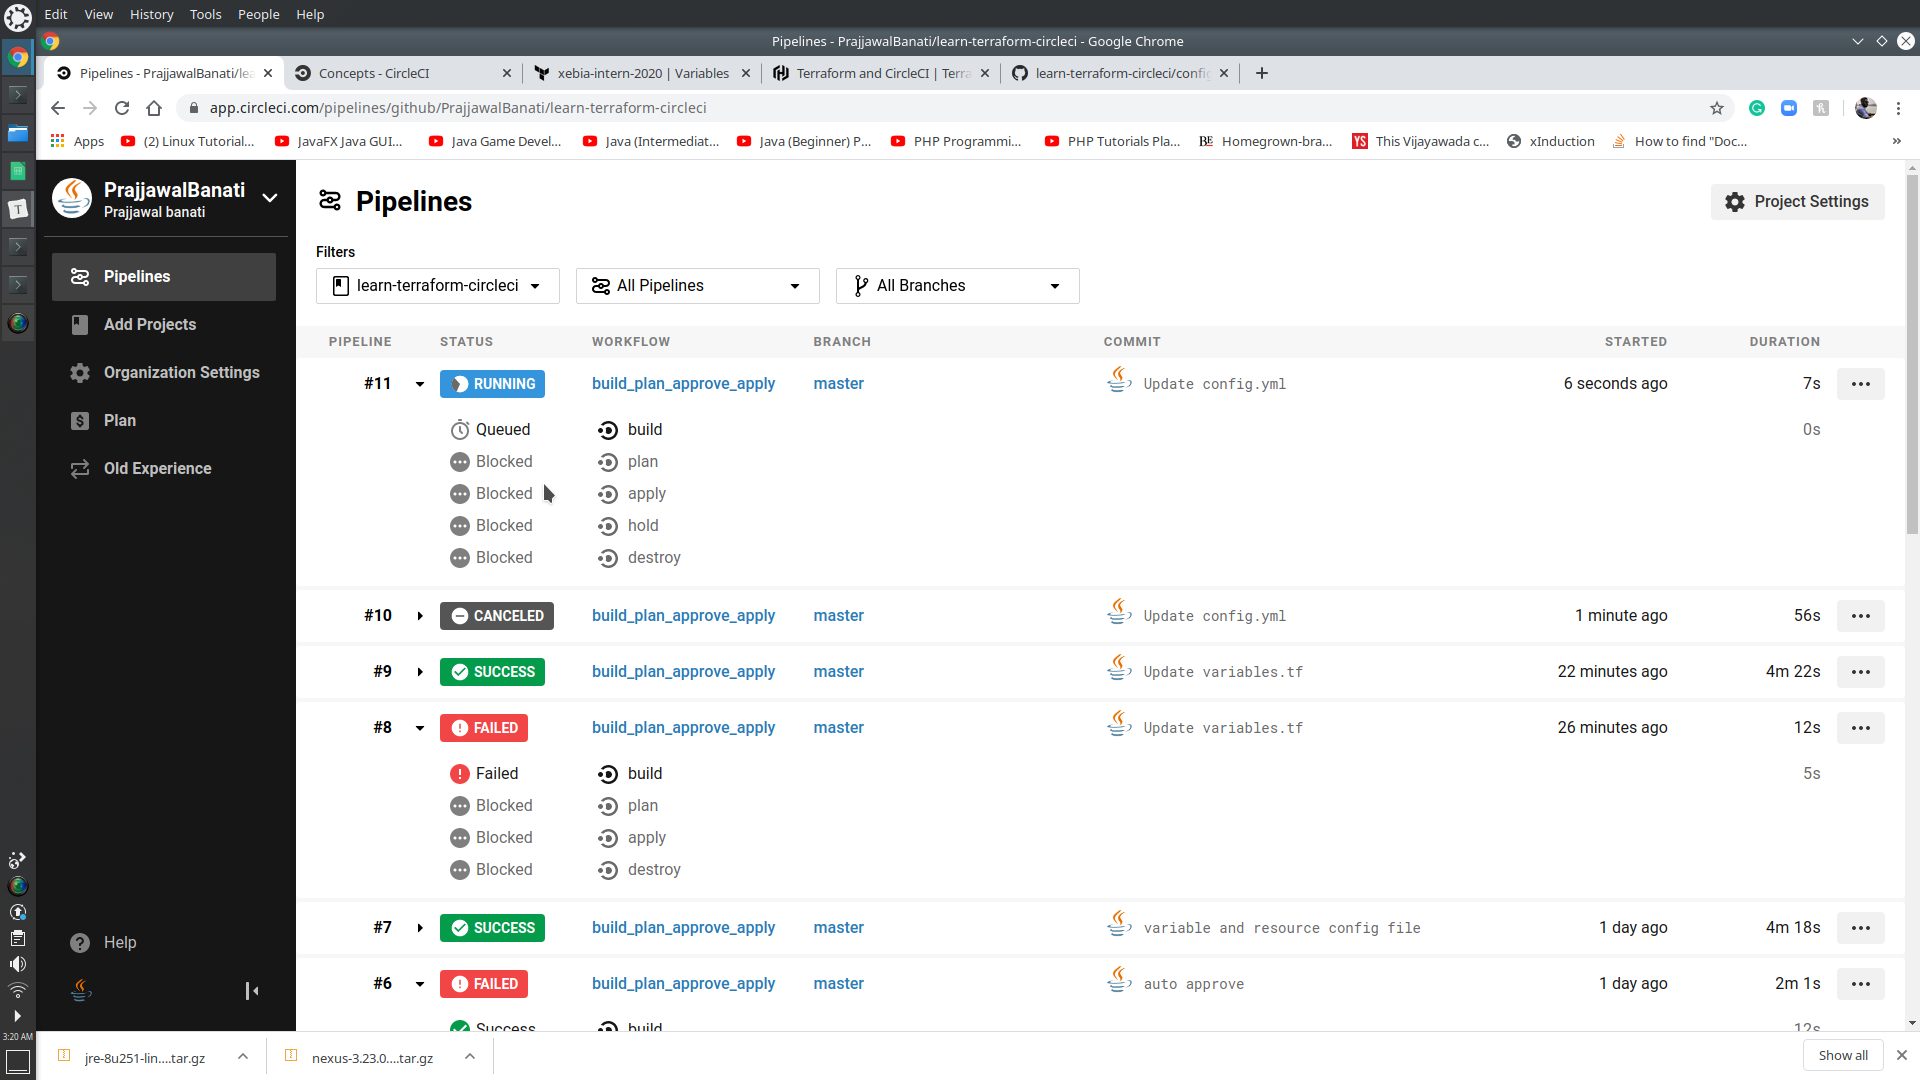 Edit View History Tools People Help
Pipelines - PrajjawalBanati/learn-terraform-circleci - Google Chrome
Pipelines - PrajjawalBanati/lea Concepts - CircleCI xebia-intern-2020 | Variables Terraform and CircleCI | Terra learn-terraform-circleci/config
app.circleci.com/pipelines/github/PrajjawalBanati/learn-terraform-circleci
Apps (2) Linux Tutorial... JavaFX Java GUI... Java Game Devel... Java (Intermediat... Java (Beginner) P... PHP Programmi... PHP Tutorials Pla... BE Homegrown-bra... YS This Vijayawada c... xInduction How to find "Doc... »
PrajjawalBanati
Prajjawal banati
Pipelines
Add Projects
Organization Settings
Plan
Old Experience
Help
Pipelines
Project Settings
Filters
learn-terraform-circleci All Pipelines All Branches
PIPELINE STATUS WORKFLOW BRANCH COMMIT STARTED DURATION
#11 RUNNING build_plan_approve_apply master Update config.yml 6 seconds ago 7s
Queued build 0s
Blocked plan
Blocked apply
Blocked hold
Blocked destroy
#10 CANCELED build_plan_approve_apply master Update config.yml 1 minute ago 56s
#9 SUCCESS build_plan_approve_apply master Update variables.tf 22 minutes ago 4m 22s
#8 FAILED build_plan_approve_apply master Update variables.tf 26 minutes ago 12s
Failed build 5s
Blocked plan
Blocked apply
Blocked destroy
#7 SUCCESS build_plan_approve_apply master variable and resource config file 1 day ago 4m 18s
#6 FAILED build_plan_approve_apply master auto approve 1 day ago 2m 1s
Success build 12s
3:20 AM
jre-8u251-lin....tar.gz nexus-3.23.0....tar.gz Show all